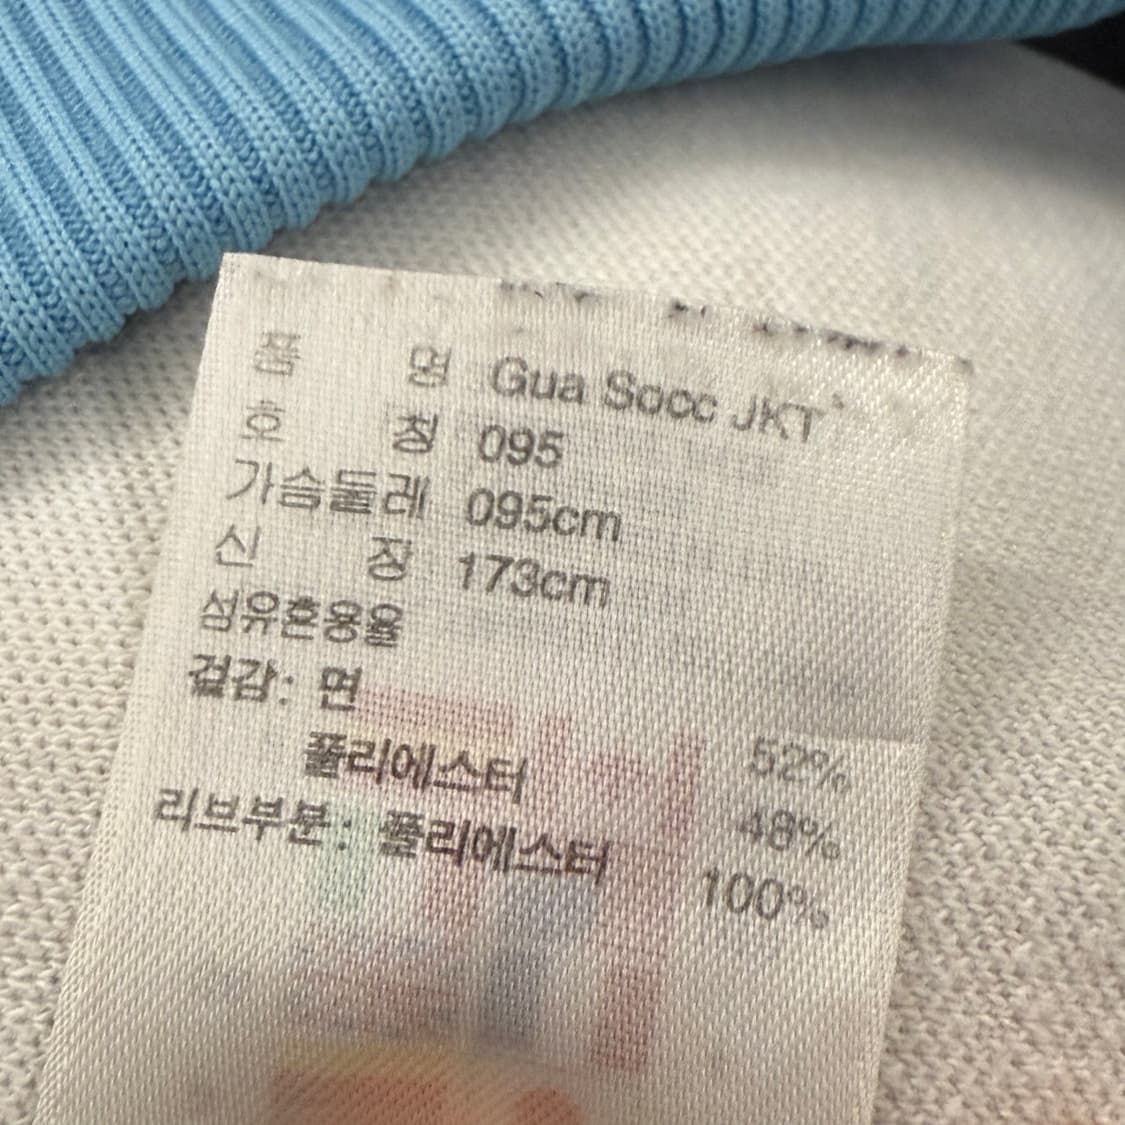 품 명 Gua Socc JKT
호 칭 095
가슴둘레 095cm
신 장 173cm
섬유혼용율
겉감: 면 52%
폴리에스터 48%
리브부분: 폴리에스터 100%